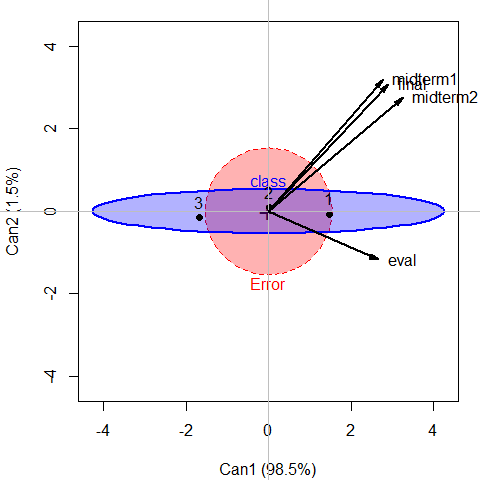 4
2
0
-2
-4
Can2 (1.5%)
midterm1
final
midterm2
class
3
2
1
eval
Error
-4
-2
0
2
4
Can1 (98.5%)